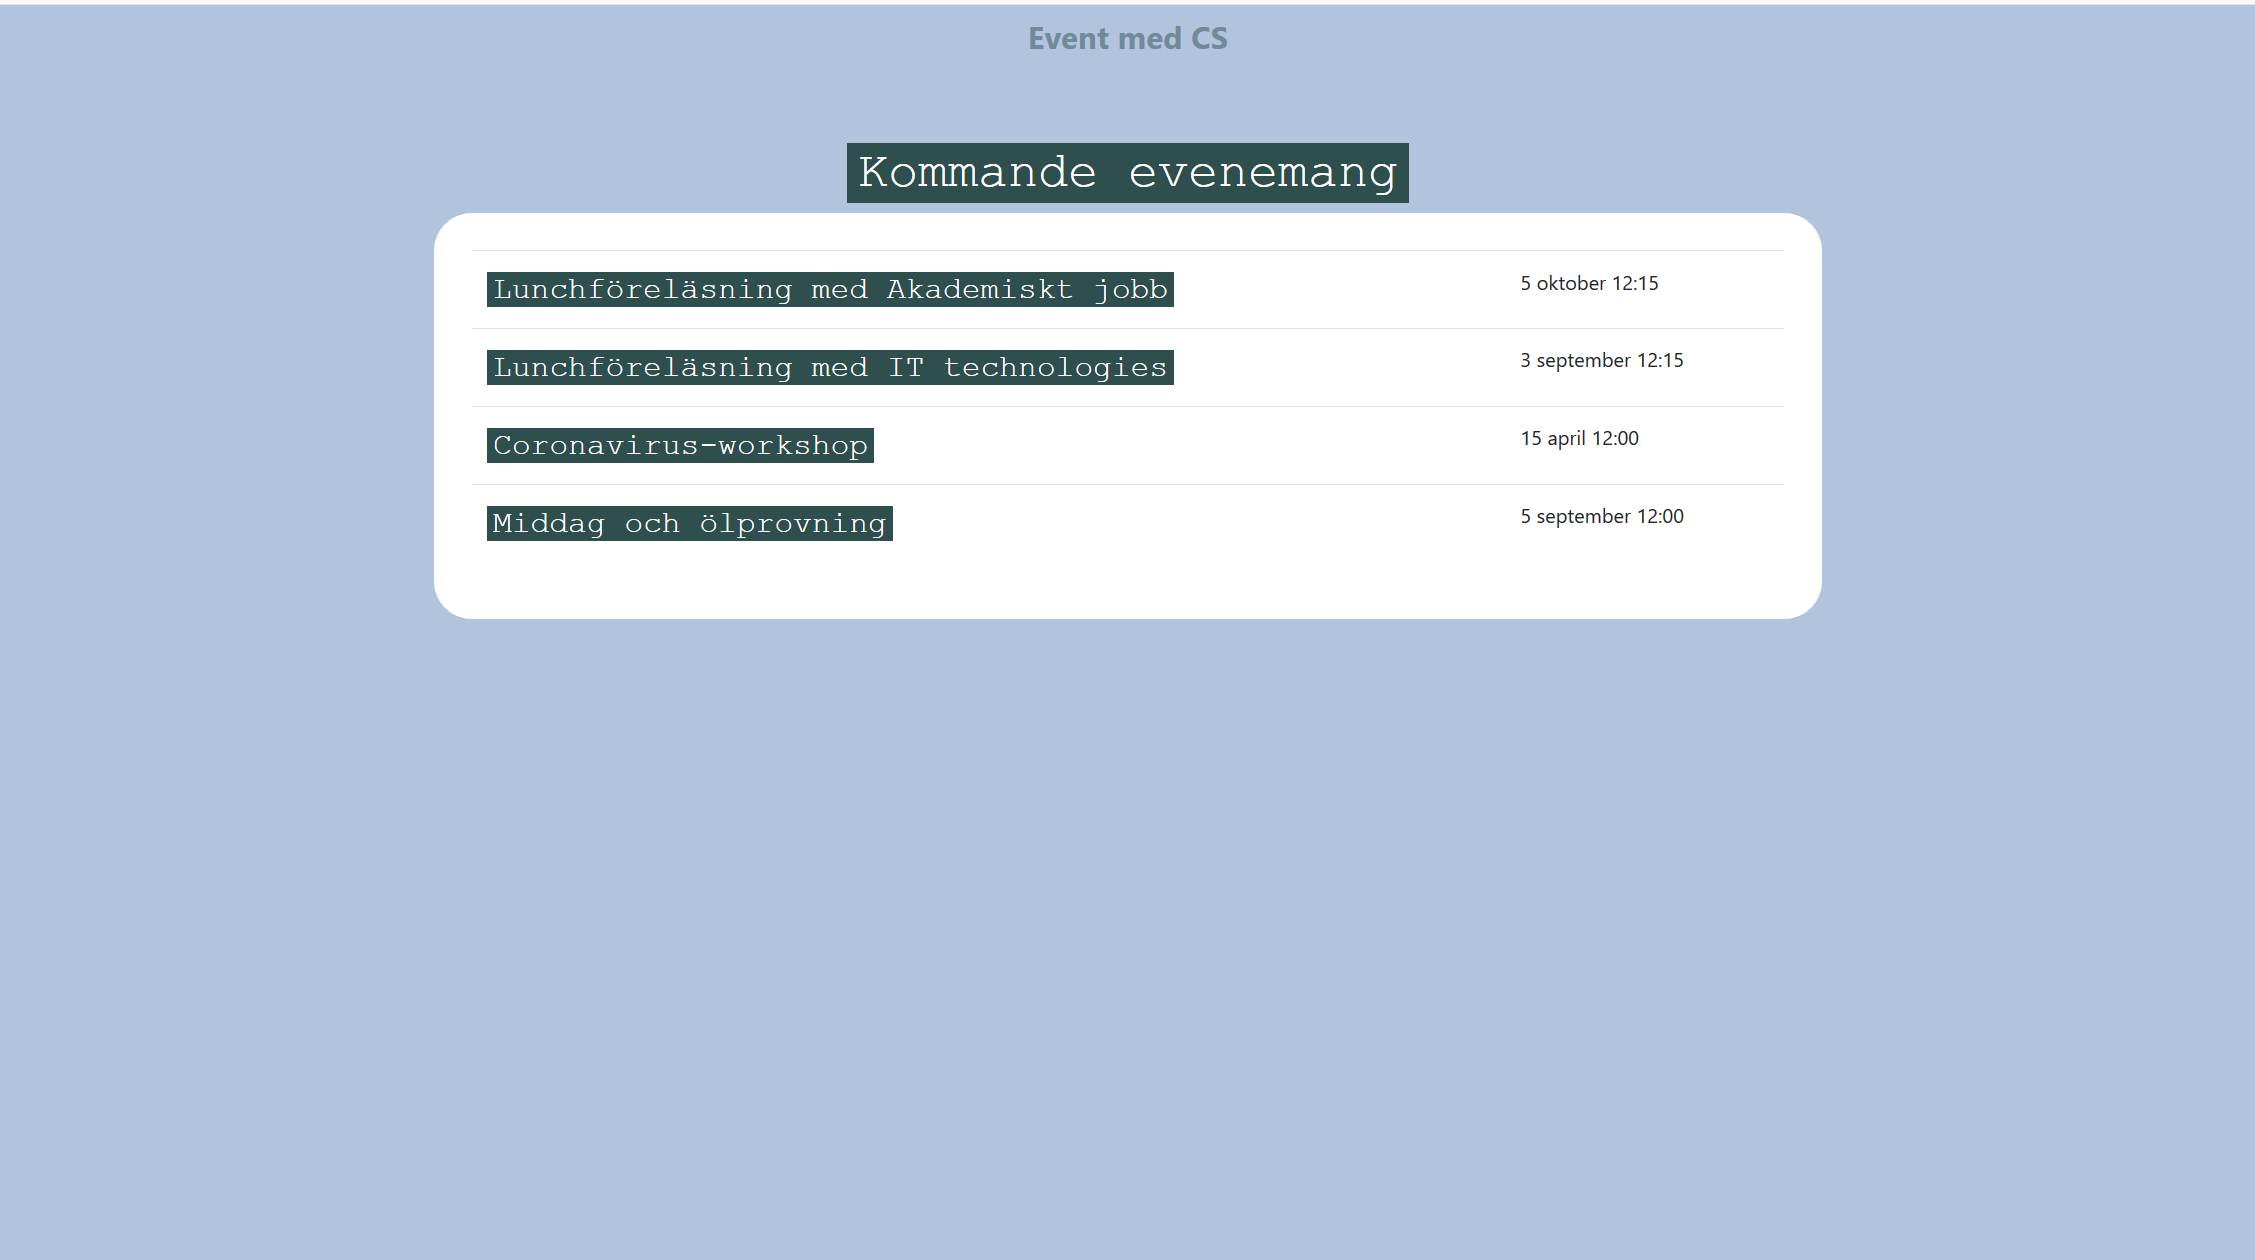 Event med CS
Kommande evenemang
Lunchföreläsning med Akademiskt jobb 5 oktober 12:15
Lunchföreläsning med IT technologies 3 september 12:15
Coronavirus-workshop 15 april 12:00
Middag och ölprovning 5 september 12:00